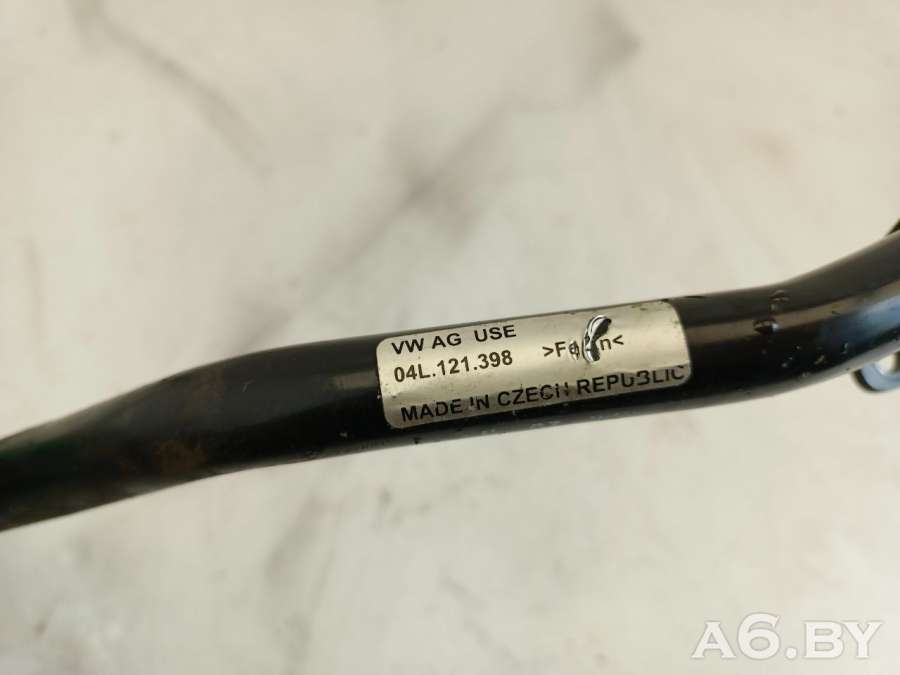 VW AG USE
04L.121.398
MADE IN CZECH REPUBLIC
A6.BY